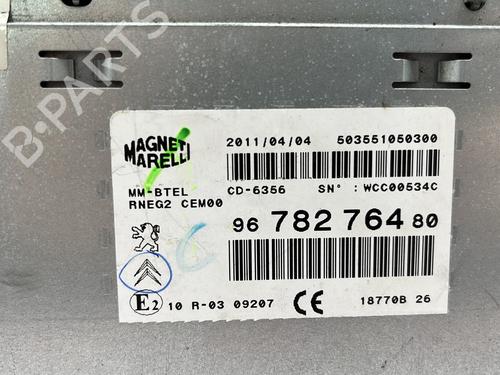 B-PARTS
MAGNETI
MARELLI
2011/04/04 503551050300
MM-BTEL
RNEG2 CEM00
CD-6356 SN° : WCC00534C
96 782 764 80
E2 10 R-03 09207 CE 18770B 26